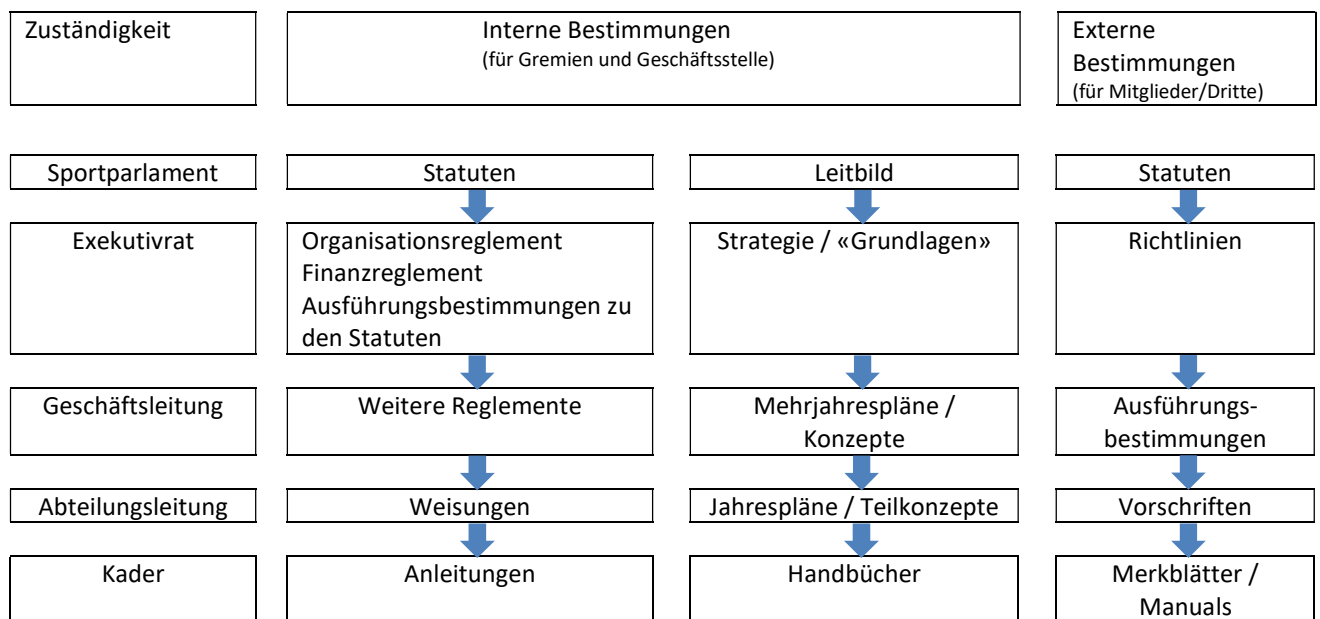 Zuständigkeit
Interne Bestimmungen
(für Gremien und Geschäftsstelle)
Externe
Bestimmungen
(für Mitglieder/Dritte)
Sportparlament
Statuten
Leitbild
Statuten
Exekutivrat
Organisationsreglement
Finanzreglement
Ausführungsbestimmungen zu
den Statuten
Strategie / «Grundlagen»
Richtlinien
Geschäftsleitung
Weitere Reglemente
Mehrjahrespläne /
Konzepte
Ausführungs-
bestimmungen
Abteilungsleitung
Weisungen
Jahrespläne / Teilkonzepte
Vorschriften
Kader
Anleitungen
Handbücher
Merkblätter /
Manuals